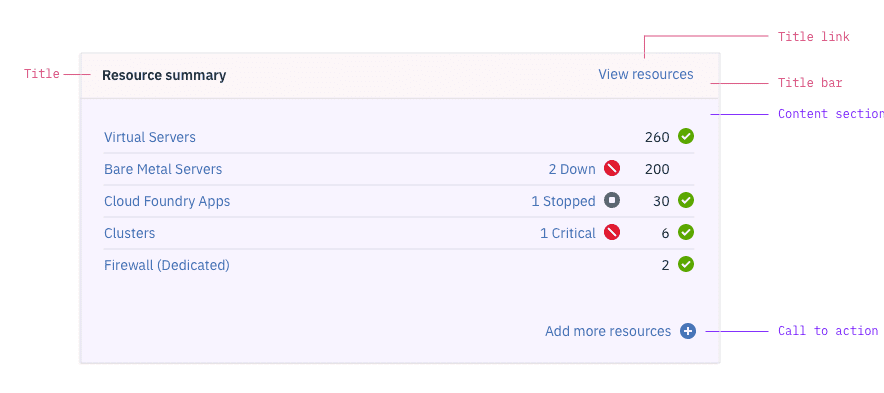 Title link
Title
Resource summary
View resources
Title bar
Content section
Virtual Servers 260
Bare Metal Servers 2 Down 200
Cloud Foundry Apps 1 Stopped 30
Clusters 1 Critical 6
Firewall (Dedicated) 2
Add more resources
Call to action